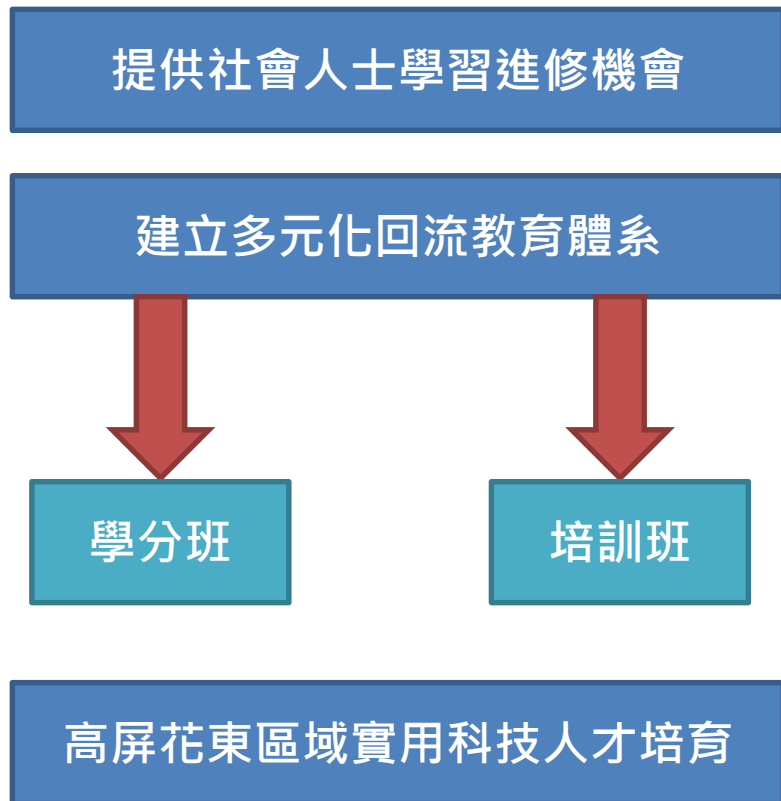 提供社會人士學習進修機會
建立多元化回流教育體系
學分班
培訓班
高屏花東區域實用科技人才培育